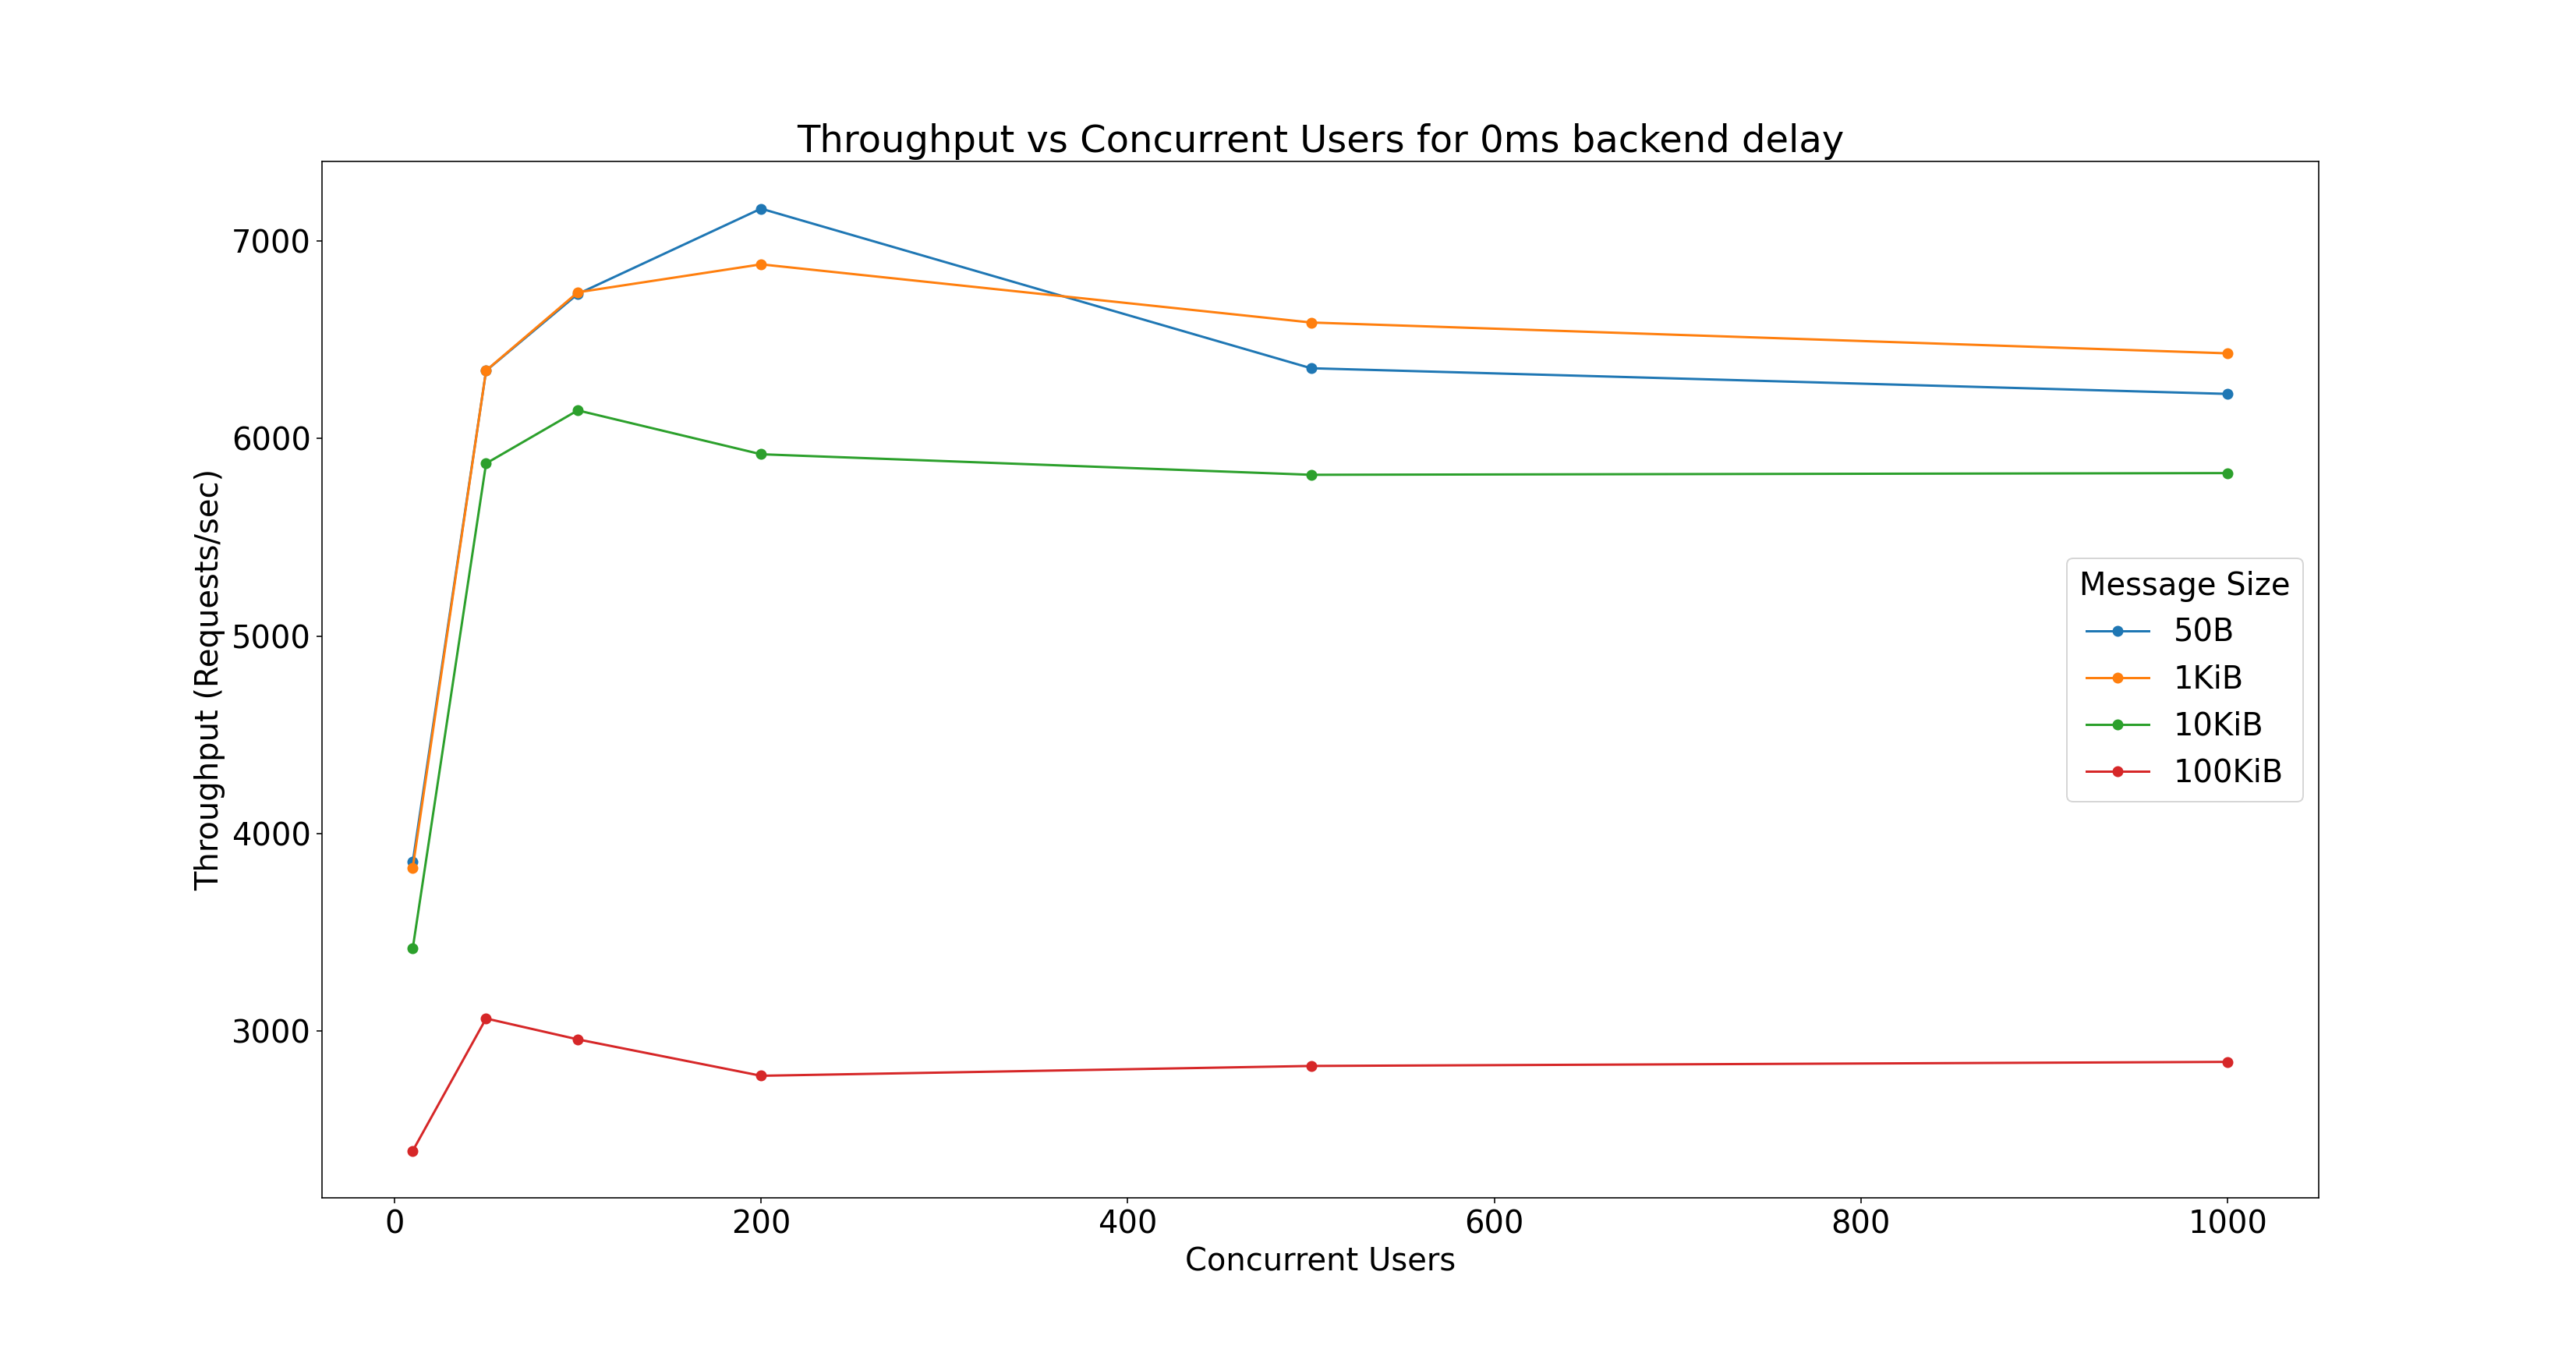 Throughput vs Concurrent Users for 0ms backend delay
Throughput (Requests/sec)
7000
6000
5000
4000
3000
Message Size
50B
1KiB
10KiB
100KiB
0 200 400 600 800 1000
Concurrent Users